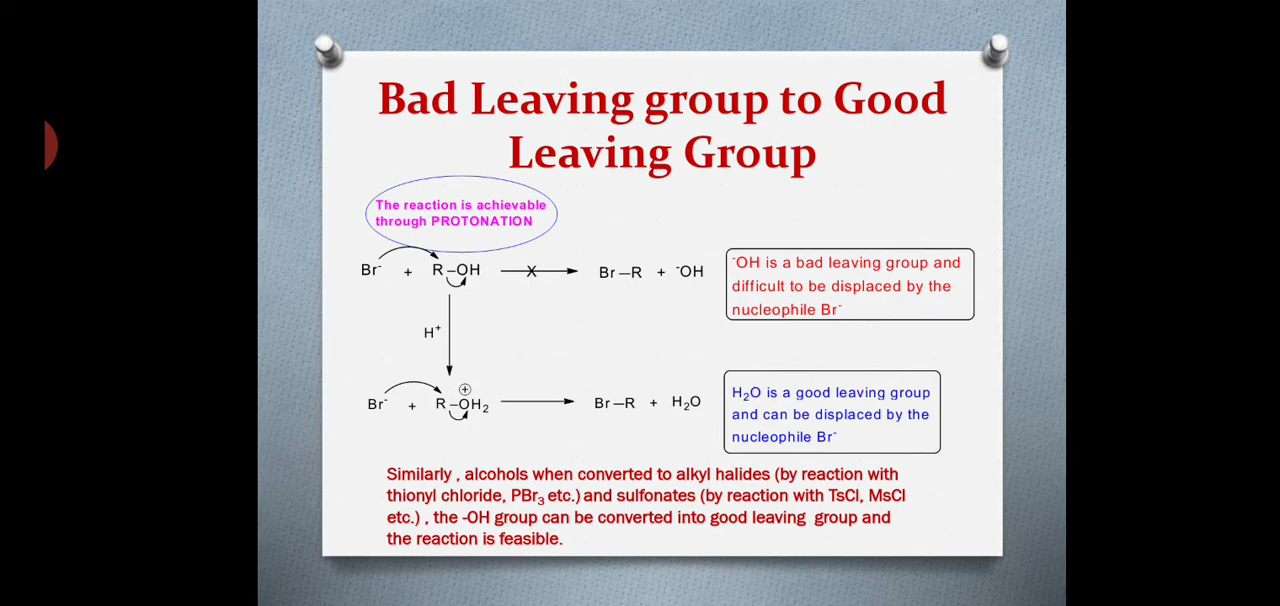 Bad Leaving group to Good
Leaving Group
The reaction is achievable
through PROTONATION
Br⁻ + R–OH X Br–R + ⁻OH
⁻OH is a bad leaving group and
difficult to be displaced by the
nucleophile Br⁻
H⁺
Br⁻ + R–OH₂ ⊕ Br–R + H₂O
H₂O is a good leaving group
and can be displaced by the
nucleophile Br⁻
Similarly , alcohols when converted to alkyl halides (by reaction with
thionyl chloride, PBr₃ etc.) and sulfonates (by reaction with TsCl, MsCl
etc.) , the -OH group can be converted into good leaving group and
the reaction is feasible.